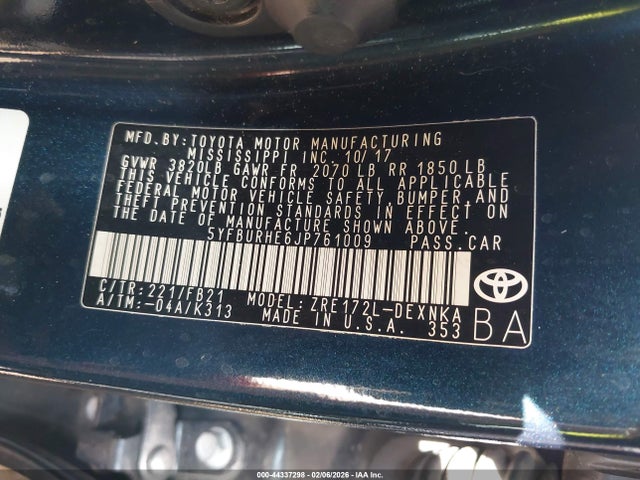 MFD.BY:TOYOTA MOTOR MANUFACTURING
MISSISSIPPI INC.10/17
GVWR 3820LB GAWR FR 2070 LB RR 1850 LB
THIS VEHICLE CONFORMS TO ALL APPLICABLE
FEDERAL MOTOR VEHICLE SAFETY,BUMPER,AND
THEFT PREVENTION STANDARDS IN EFFECT ON
THE DATE OF MANUFACTURE SHOWN ABOVE.
5YFBURHE6JP761009 PASS.CAR
C/TR:221/FB21 MODEL:ZRE172L-DEXNKA
A/TM:-04A/K313 MADE IN U.S.A. 353
BA
000-44337298 - 02/06/2026 - IAA Inc.